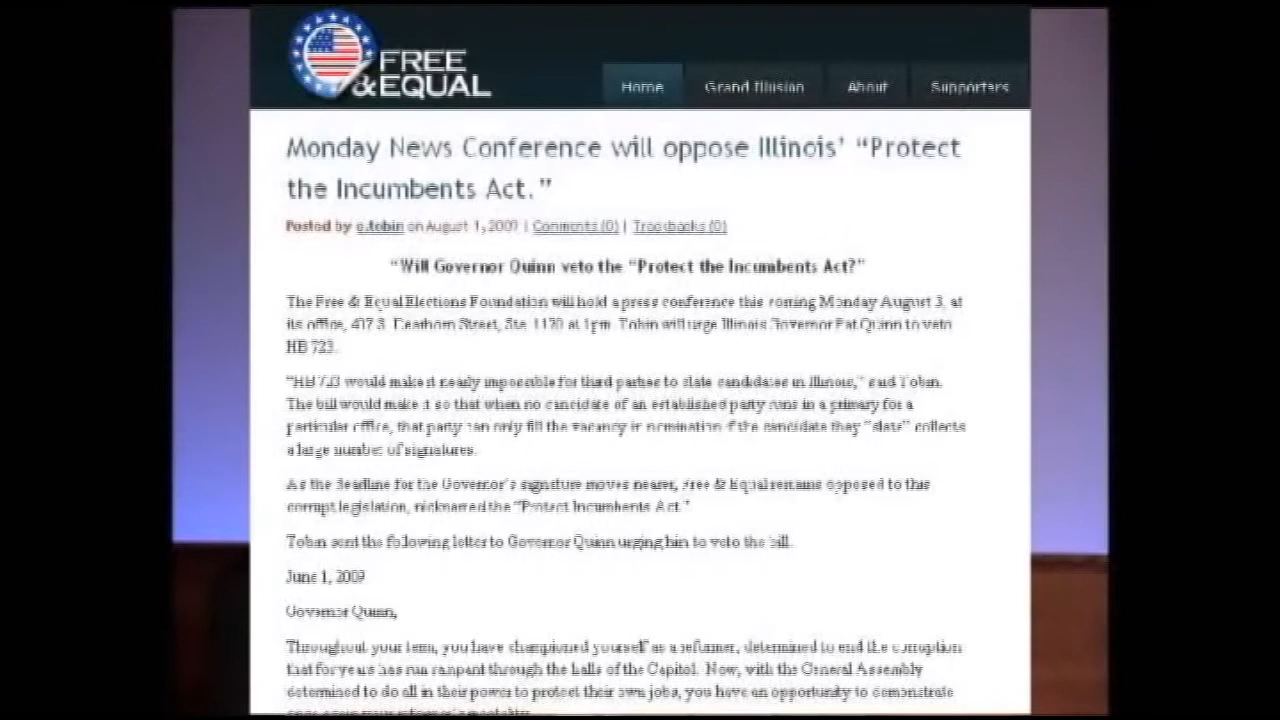 FREE
& EQUAL
Home Grand Illusion About Supporters
Monday News Conference will oppose Illinois’ “Protect
the Incumbents Act.”
Posted by e.tobin on August 1, 2009 | Comments (0) | Trackbacks (0)
“Will Governor Quinn veto the “Protect the Incumbents Act?”
The Free & Equal Elections Foundation will hold a press conference this coming Monday August 3, at
its office, 417 S. Dearborn Street, Ste. 1170 at 1pm. Tobin will urge Illinois Governor Pat Quinn to veto
HB 723.
“HB 723 would make it nearly impossible for third parties to slate candidates in Illinois,” said Tobin.
The bill would make it so that when no candidate of an established party runs in a primary for a
particular office, that party can only fill the vacancy in nomination if the candidate they “slate” collects
a large number of signatures.
As the deadline for the Governor’s signature moves nearer, Free & Equal remains opposed to this
corrupt legislation, nicknamed the “Protect Incumbents Act.”
Tobin sent the following letter to Governor Quinn urging him to veto the bill.
June 1, 2009
Governor Quinn,
Throughout your term, you have championed yourself as a reformer, determined to end the corruption
that for years has run rampant through the halls of the Capitol. Now, with the General Assembly
determined to do all in their power to protect their own jobs, you have an opportunity to demonstrate